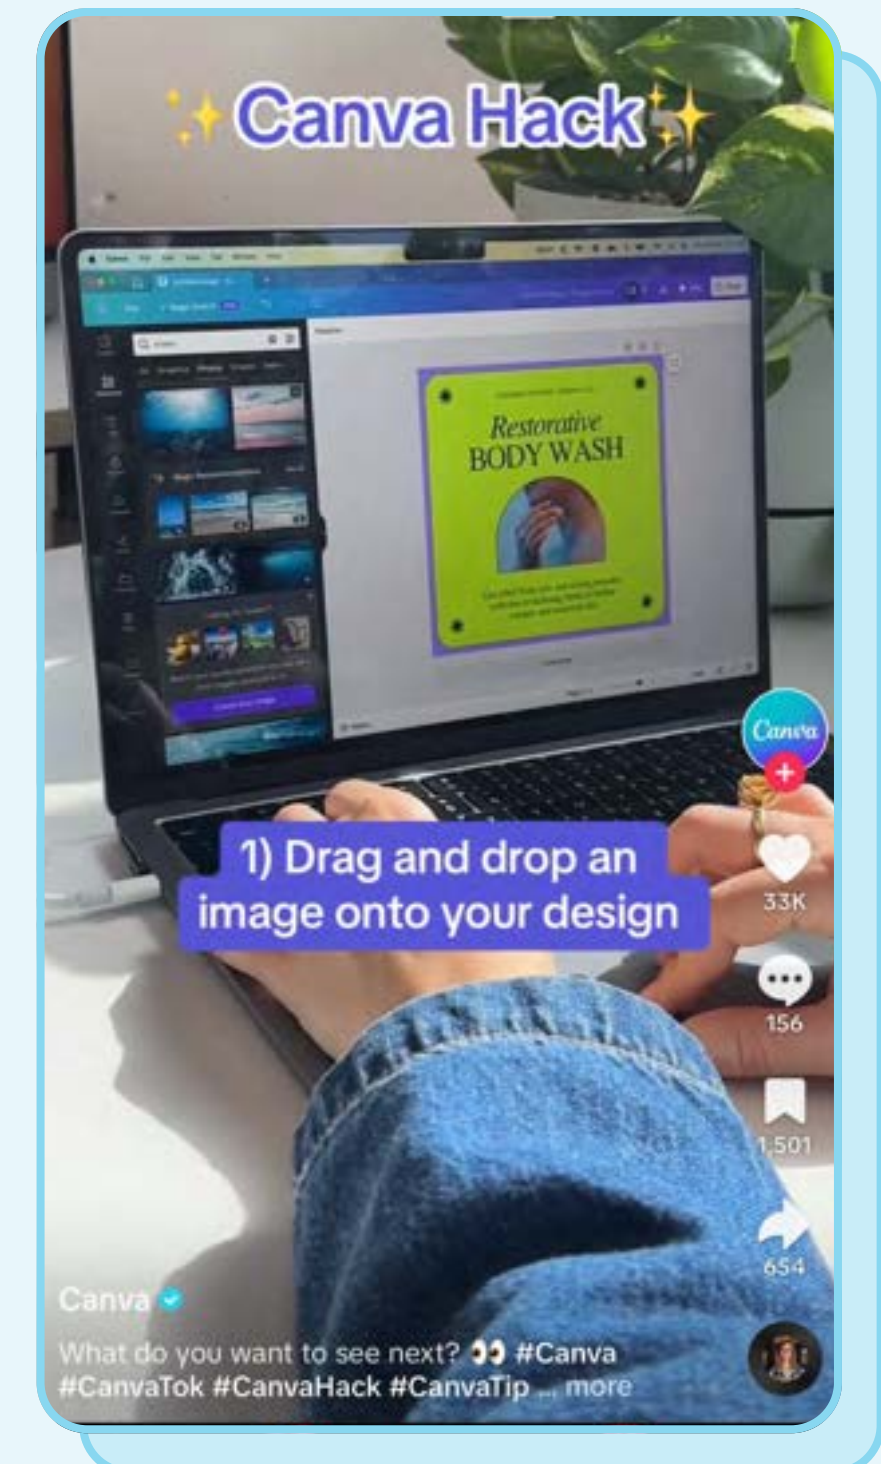 ✨Canva Hack✨
Restorative
BODY WASH
Canva
1) Drag and drop an
image onto your design
33K
156
1,501
654
Canva
What do you want to see next? 👀 #Canva
#CanvaTok #CanvaHack #CanvaTip ... more